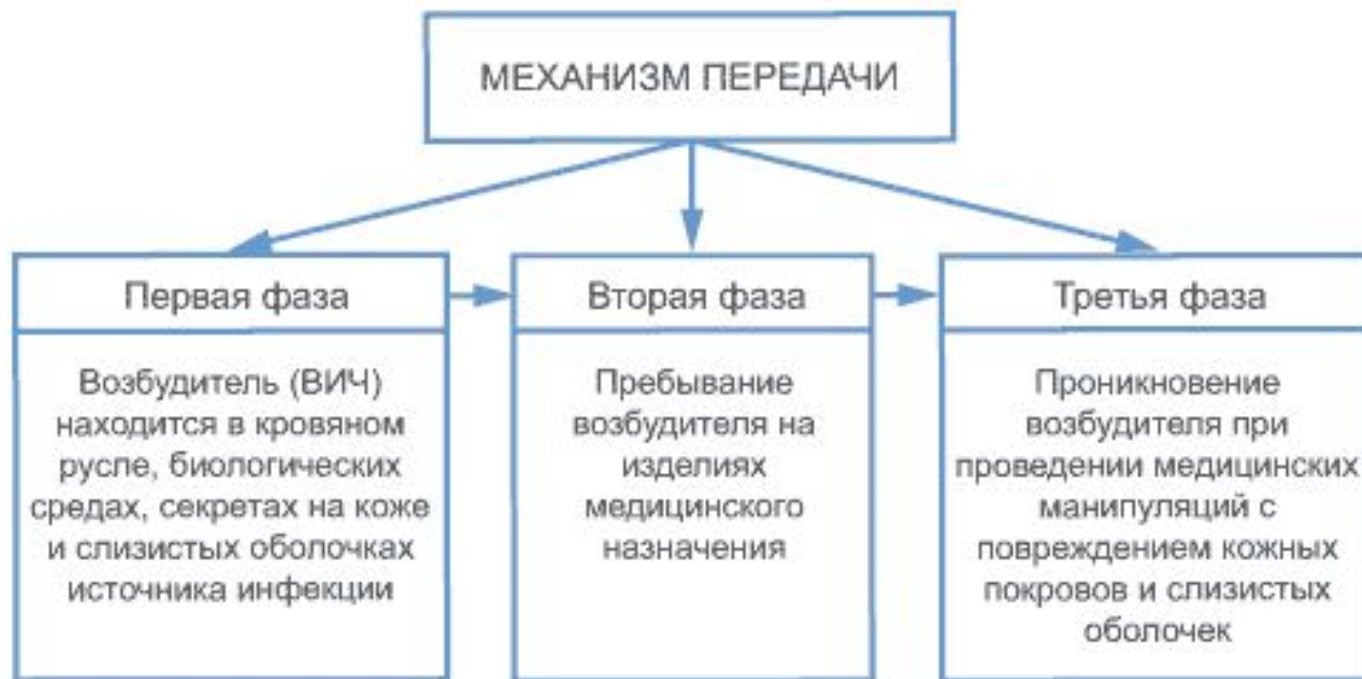 МЕХАНИЗМ ПЕРЕДАЧИ
Первая фаза
Возбудитель (ВИЧ)
находится в кровяном
русле, биологических
средах, секретах на коже
и слизистых оболочках
источника инфекции
Вторая фаза
Пребывание
возбудителя на
изделиях
медицинского
назначения
Третья фаза
Проникновение
возбудителя при
проведении медицинских
манипуляций с
повреждением кожных
покровов и слизистых
оболочек